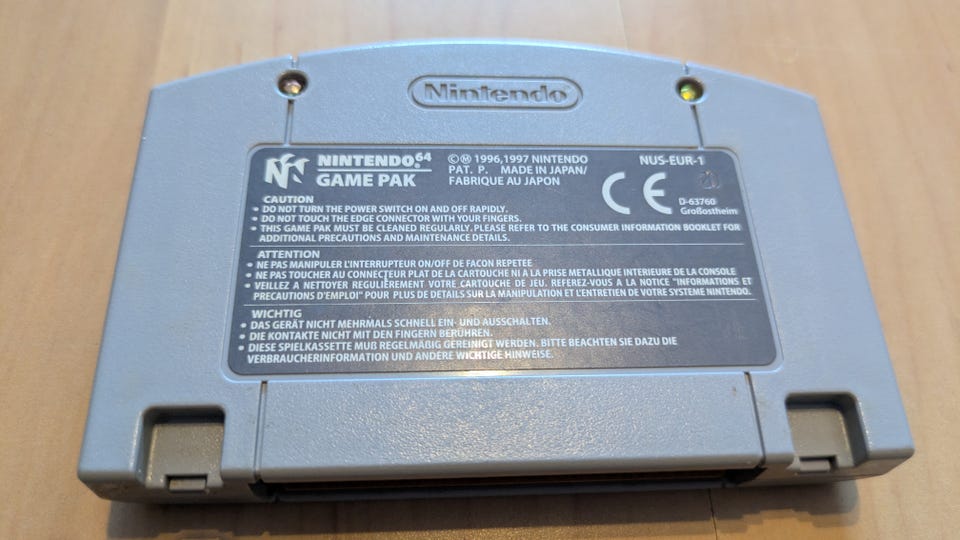 Nintendo
NINTENDO.64
GAME PAK
©Ⓜ 1996,1997 NINTENDO
PAT. P. MADE IN JAPAN/
FABRIQUE AU JAPON
NUS-EUR-1
CE
D-63760
Großostheim
CAUTION
• DO NOT TURN THE POWER SWITCH ON AND OFF RAPIDLY.
• DO NOT TOUCH THE EDGE CONNECTOR WITH YOUR FINGERS.
• THIS GAME PAK MUST BE CLEANED REGULARLY. PLEASE REFER TO THE CONSUMER INFORMATION BOOKLET FOR
ADDITIONAL PRECAUTIONS AND MAINTENANCE DETAILS.
ATTENTION
• NE PAS MANIPULER L'INTERRUPTEUR ON/OFF DE FACON REPETEE
• NE PAS TOUCHER AU CONNECTEUR PLAT DE LA CARTOUCHE NI A LA PRISE METALLIQUE INTERIEURE DE LA CONSOLE
• VEILLEZ A NETTOYER REGULIÈREMENT VOTRE CARTOUCHE DE JEU. REFEREZ-VOUS A LA NOTICE "INFORMATIONS ET
PRECAUTIONS D'EMPLOI" POUR PLUS DE DETAILS SUR LA MANIPULATION ET L'ENTRETIEN DE VOTRE SYSTEME NINTENDO.
WICHTIG
• DAS GERÄT NICHT MEHRMALS SCHNELL EIN- UND AUSSCHALTEN.
• DIE KONTAKTE NICHT MIT DEN FINGERN BERÜHREN.
• DIESE SPIELKASSETTE MUß REGELMÄßIG GEREINIGT WERDEN. BITTE BEACHTEN SIE DAZU DIE
VERBRAUCHERINFORMATION UND ANDERE WICHTIGE HINWEISE.